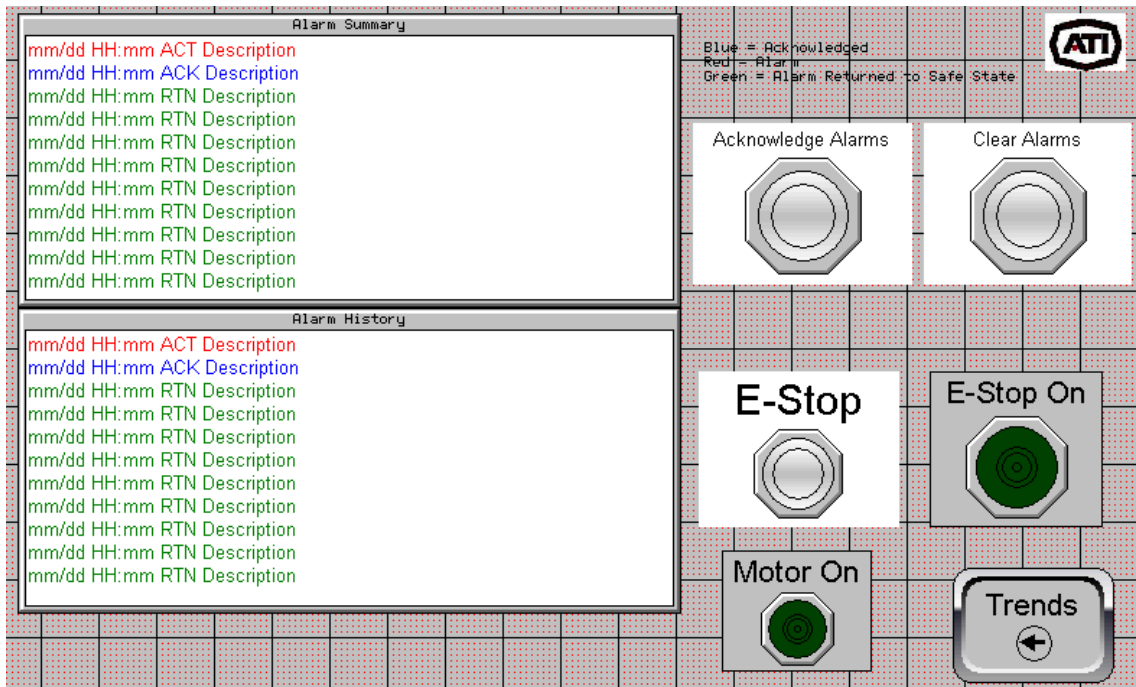 Alarm Summary
mm/dd HH:mm ACT Description
mm/dd HH:mm ACK Description
mm/dd HH:mm RTN Description
mm/dd HH:mm RTN Description
mm/dd HH:mm RTN Description
mm/dd HH:mm RTN Description
mm/dd HH:mm RTN Description
mm/dd HH:mm RTN Description
mm/dd HH:mm RTN Description
mm/dd HH:mm RTN Description
mm/dd HH:mm RTN Description
Alarm History
mm/dd HH:mm ACT Description
mm/dd HH:mm ACK Description
mm/dd HH:mm RTN Description
mm/dd HH:mm RTN Description
mm/dd HH:mm RTN Description
mm/dd HH:mm RTN Description
mm/dd HH:mm RTN Description
mm/dd HH:mm RTN Description
mm/dd HH:mm RTN Description
mm/dd HH:mm RTN Description
mm/dd HH:mm RTN Description
Blue = Acknowledged
Red = Alarm
Green = Alarm Returned to Safe State
ATI
Acknowledge Alarms
Clear Alarms
E-Stop
E-Stop On
Motor On
Trends